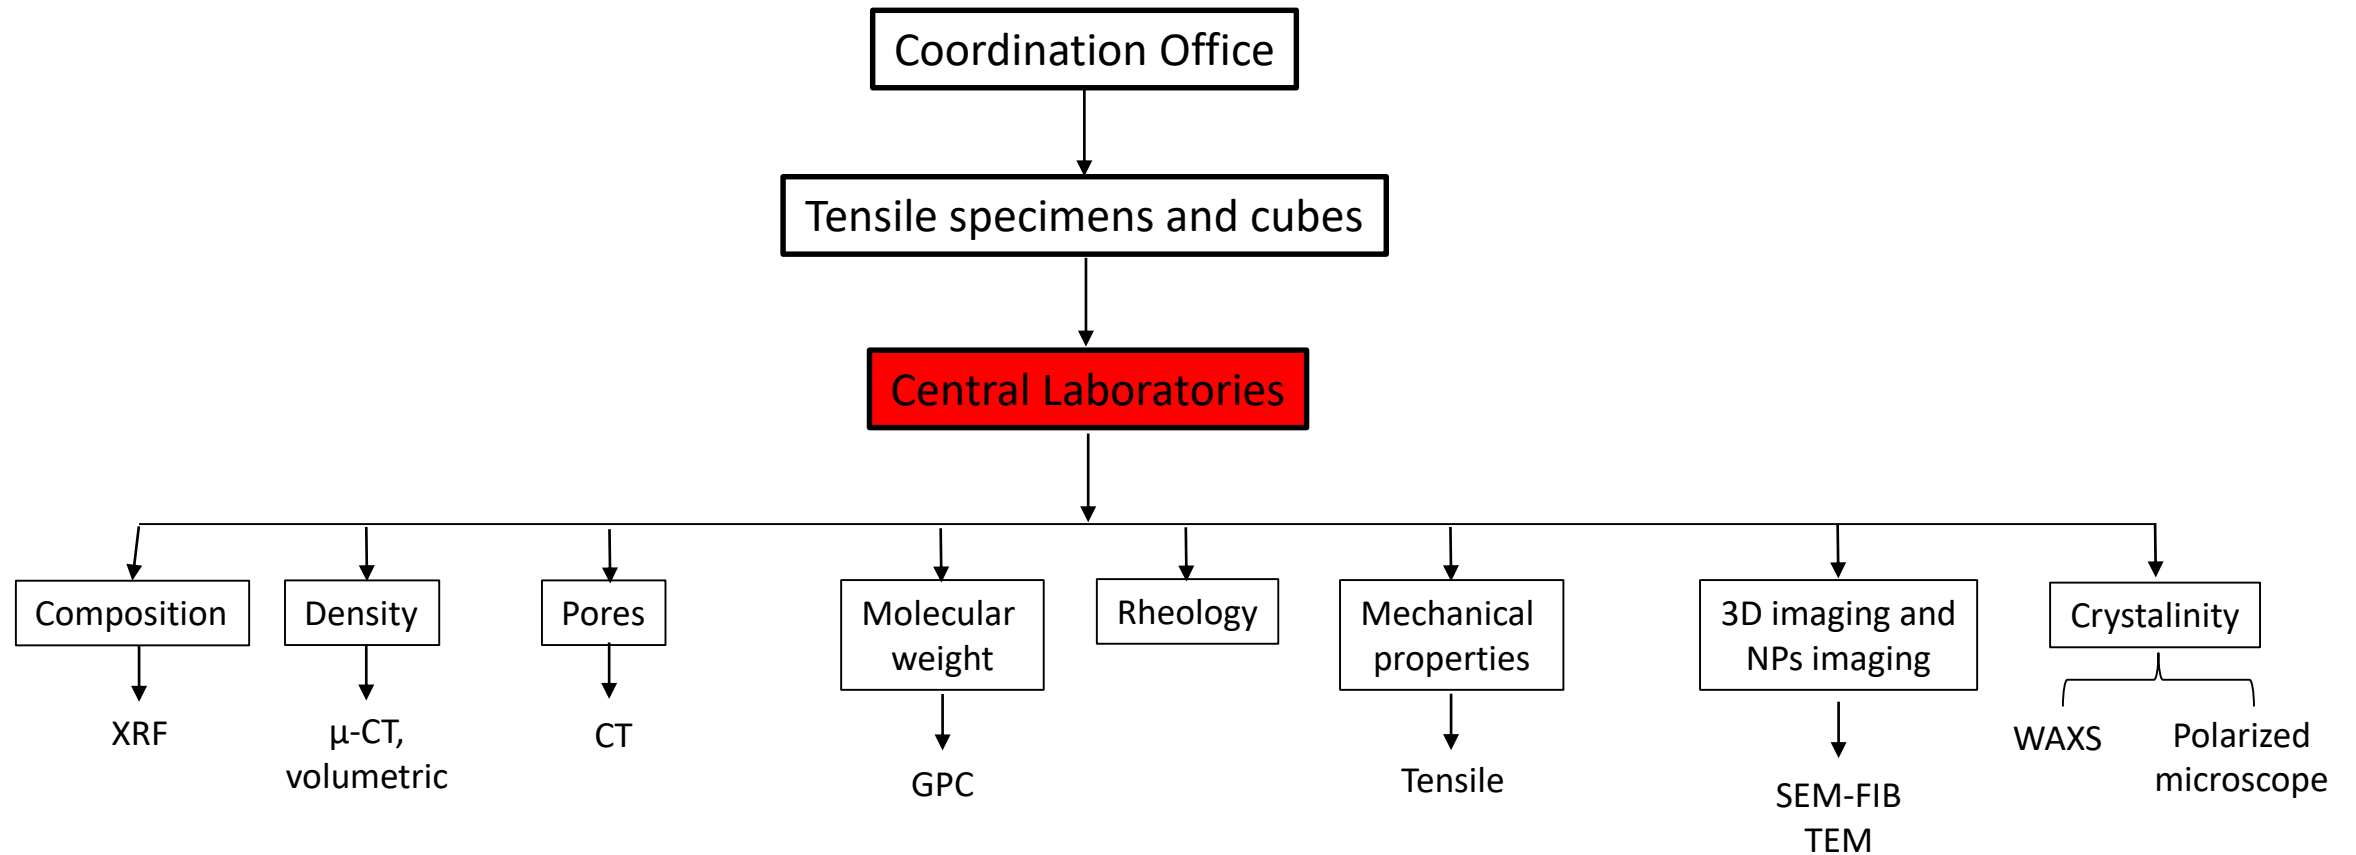 Coordination Office
Tensile specimens and cubes
Central Laboratories
Composition
Density
Pores
Molecular
weight
Rheology
Mechanical
properties
3D imaging and
NPs imaging
Crystalinity
XRF
µ-CT,
volumetric
CT
GPC
Tensile
SEM-FIB
TEM
WAXS
Polarized
microscope